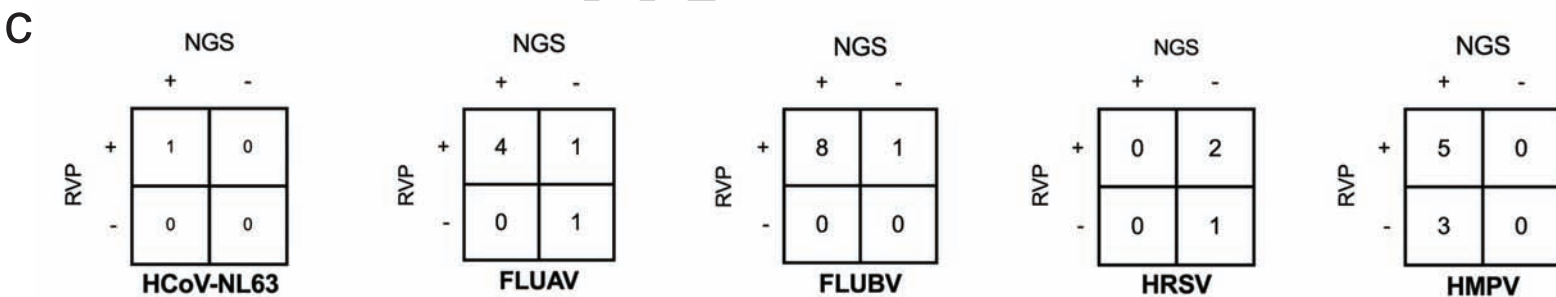 C
NGS NGS NGS NGS NGS
+ - + - + - + - + -
RVP + 1 0 RVP + 4 1 RVP + 8 1 RVP + 0 2 RVP + 5 0
- 0 0 - 0 1 - 0 0 - 0 1 - 3 0
HCoV-NL63 FLUAV FLUBV HRSV HMPV